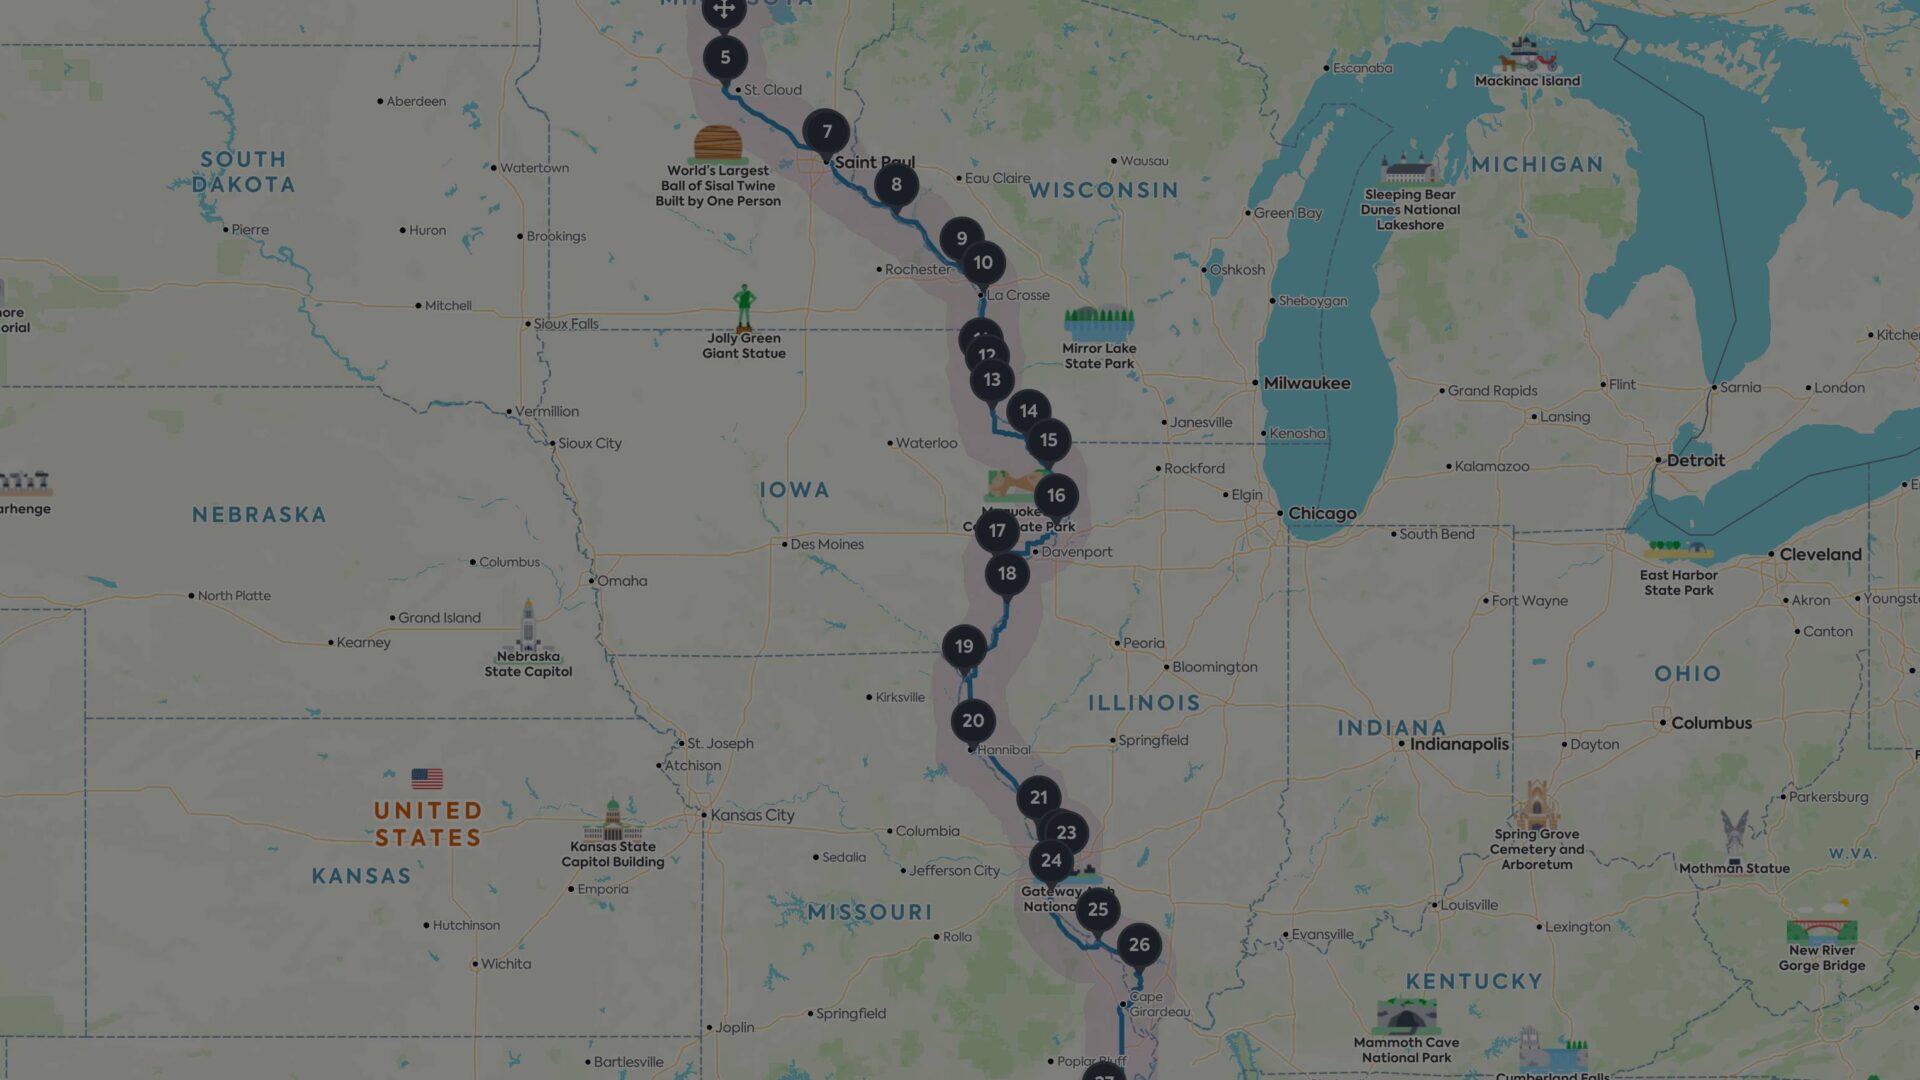 5
St. Cloud
Escanaba
Mackinac Island
Aberdeen
7
Saint Paul
Wausau
SOUTH
DAKOTA
Watertown
World's Largest
Ball of Sisal Twine
Built by One Person
8
Eau Claire
WISCONSIN
MICHIGAN
Sleeping Bear
Dunes National
Lakeshore
Green Bay
Pierre
Huron
Brookings
9
10
Rochester
Oshkosh
La Crosse
Sheboygan
Mitchell
Sioux Falls
Jolly Green
Giant Statue
Mirror Lake
State Park
12
13
Milwaukee
Grand Rapids
Flint
Sarnia
London
Lansing
Vermillion
14
Janesville
Kenosha
15
Sioux City
Waterloo
Rockford
Kalamazoo
Detroit
IOWA
16
Elgin
Chicago
NEBRASKA
17
Des Moines
Davenport
South Bend
Cleveland
18
Columbus
Omaha
North Platte
Grand Island
Kearney
Nebraska
State Capitol
East Harbor
State Park
Fort Wayne
Akron
Canton
19
Peoria
Bloomington
Kirksville
ILLINOIS
OHIO
20
Hannibal
Springfield
INDIANA
Indianapolis
Dayton
Columbus
St. Joseph
Atchison
UNITED
STATES
Kansas City
21
23
24
Columbia
Sedalia
Jefferson City
Kansas State
Capitol Building
KANSAS
Emporia
Parkersburg
Spring Grove
Cemetery and
Arboretum
Mothman Statue
W.VA.
Gateway
25
MISSOURI
Hutchinson
Rolla
26
Evansville
Louisville
Lexington
New River
Gorge Bridge
Wichita
KENTUCKY
Cape
Girardeau
Springfield
Joplin
Mammoth Cave
National Park
Bartlesville
Poplar Bluff
Cumberland Falls